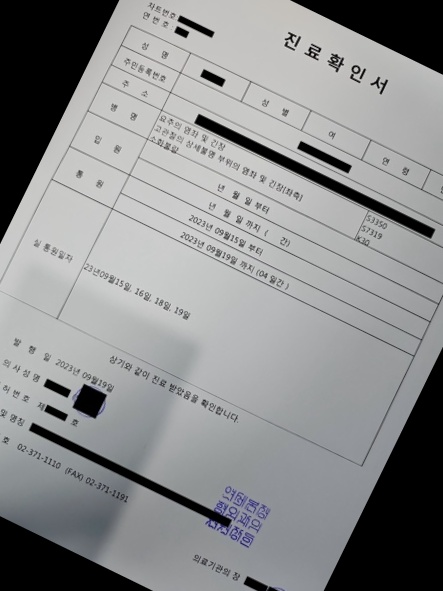 차트번호
연 번 호 :
진 료 확 인 서
성 명
성 별
여
연 령
주민등록번호
주 소
병 명
요추의 염좌 및 긴장
S3350
고관절의 상세불명 부위의 염좌 및 긴장[좌측]
S7319
소화불량
K30
입 원
년 월 일 부터
년 월 일 까지 ( 간)
통 원
2023년 09월15일 부터
2023년 09월19일 까지 (04 일간 )
실 통원일자
23년09월15일, 16일, 18일, 19일
상기와 같이 진료 받았음을 확인합니다.
발 행 일 2023년 09월19일
의 사 성 명
허 번 호 제 호
및 명칭
호 02-371-1110 (FAX) 02-371-1191
의료기관의 장